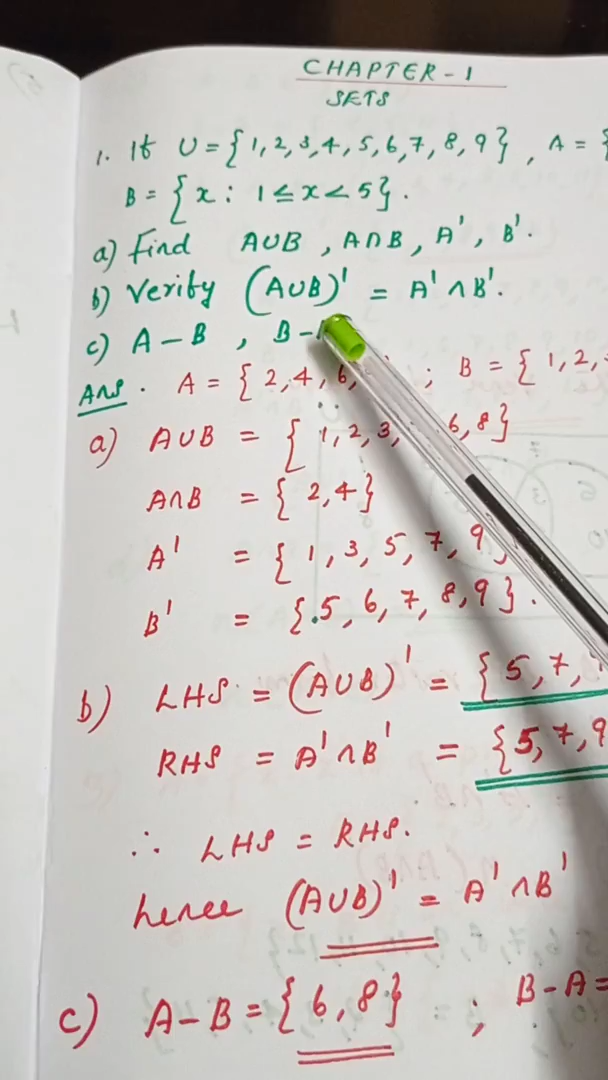 CHAPTER-1
SETS
1. If U = {1,2,3,4,5,6,7,8,9}, A = {
B = {x: 1≤x<5}.
a) Find A∪B, A∩B, A', B'.
b) Verify (A∪B)' = A'∩B'.
c) A-B, B-
Ans. A = {2,4,6, ; B = {1,2,
a) A∪B = {1,2,3, 6,8}
A∩B = {2,4}
A' = {1,3,5,7,9
B' = {5,6,7,8,9}.
b) LHS = (A∪B)' = {5,7,
RHS = A'∩B' = {5,7,9
∴ LHS = RHS.
hence (A∪B)' = A'∩B'
c) A-B = {6,8} ; B-A =